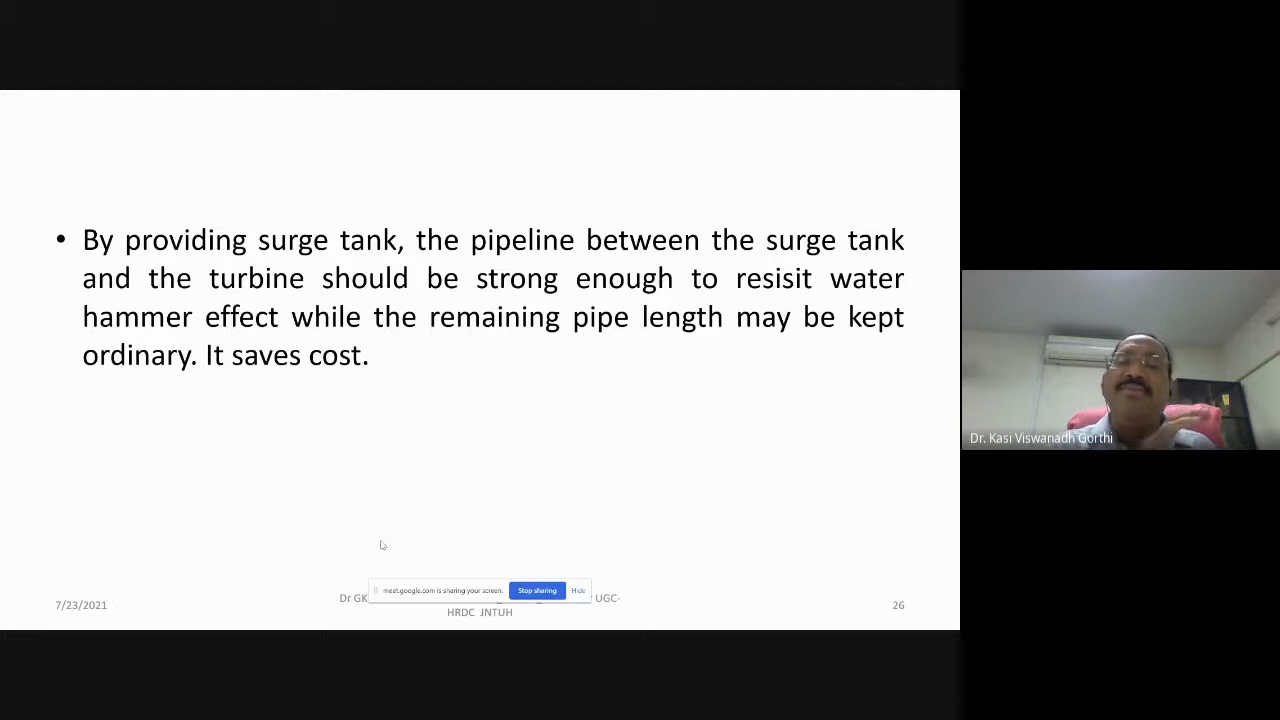 • By providing surge tank, the pipeline between the surge tank
and the turbine should be strong enough to resisit water
hammer effect while the remaining pipe length may be kept
ordinary. It saves cost.
Dr. Kasi Viswanadh Gorthi
meet.google.com is sharing your screen. Stop sharing Hide
7/23/2021
Dr GK UGC-
HRDC JNTUH
26